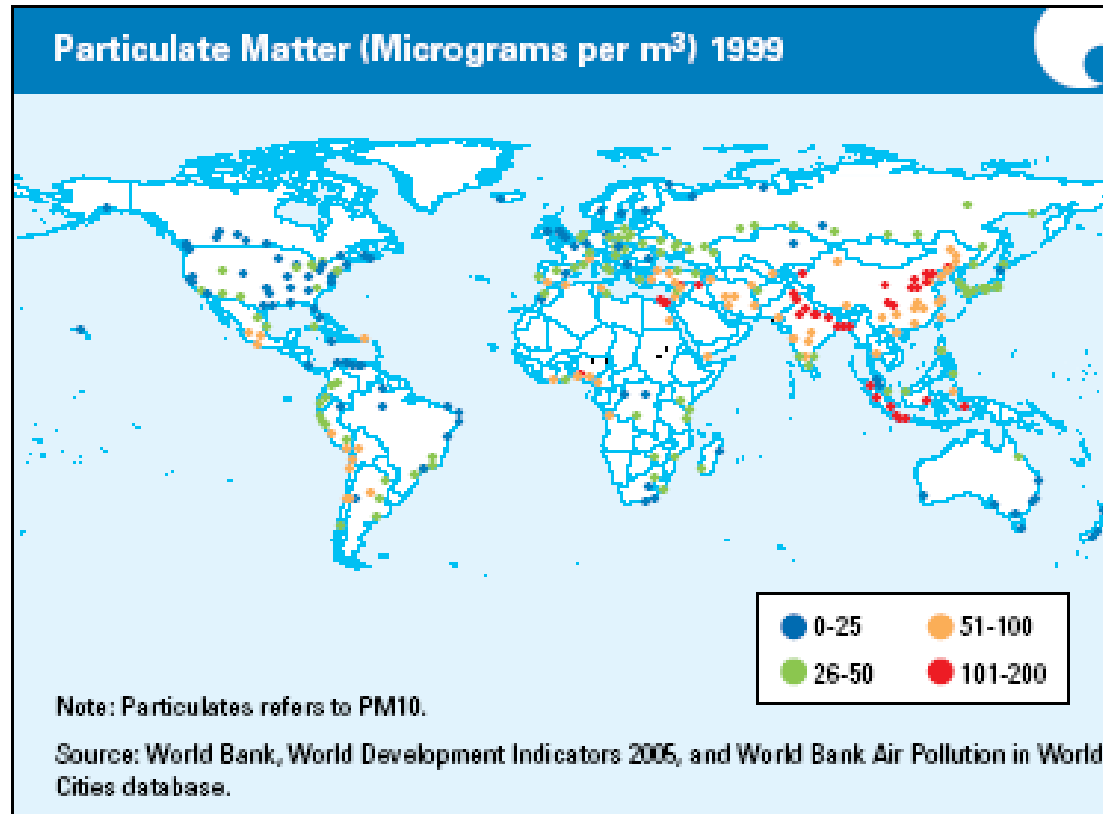 Particulate Matter (Micrograms per m³) 1999
0-25
51-100
26-50
101-200
Note: Particulates refers to PM10.
Source: World Bank, World Development Indicators 2005, and World Bank Air Pollution in World
Cities database.